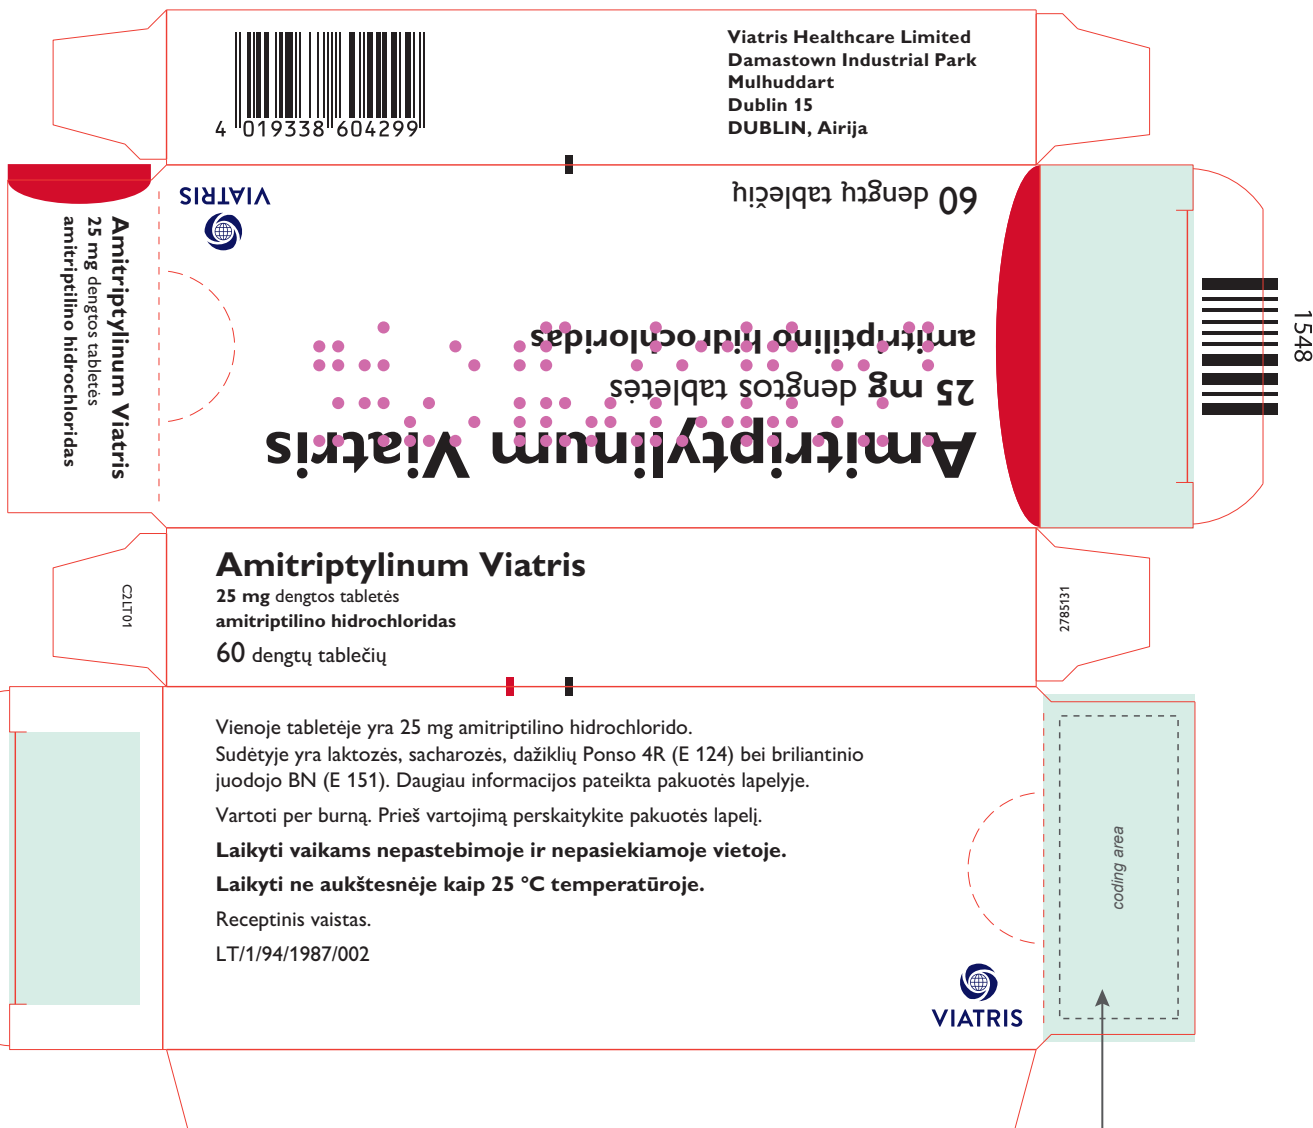 4 019338 604299
Viatris Healthcare Limited
Damastown Industrial Park
Mulhuddart
Dublin 15
DUBLIN, Airija
VIATRIS
60 dengtų tablečių
amitriptilino hidrochloridas
25 mg dengtos tabletės
Amitriptylinum Viatris
Amitriptylinum Viatris
25 mg dengtos tabletės
amitriptilino hidrochloridas
1548
Amitriptylinum Viatris
25 mg dengtos tabletės
amitriptilino hidrochloridas
60 dengtų tablečių
C2LT01
2785131
Vienoje tabletėje yra 25 mg amitriptilino hidrochlorido.
Sudėtyje yra laktozės, sacharozės, dažiklių Ponso 4R (E 124) bei briliantinio
juodojo BN (E 151). Daugiau informacijos pateikta pakuotės lapelyje.
Vartoti per burną. Prieš vartojimą perskaitykite pakuotės lapelį.
Laikyti vaikams nepastebimoje ir nepasiekiamoje vietoje.
Laikyti ne aukštesnėje kaip 25 °C temperatūroje.
Receptinis vaistas.
LT/1/94/1987/002
VIATRIS
coding area